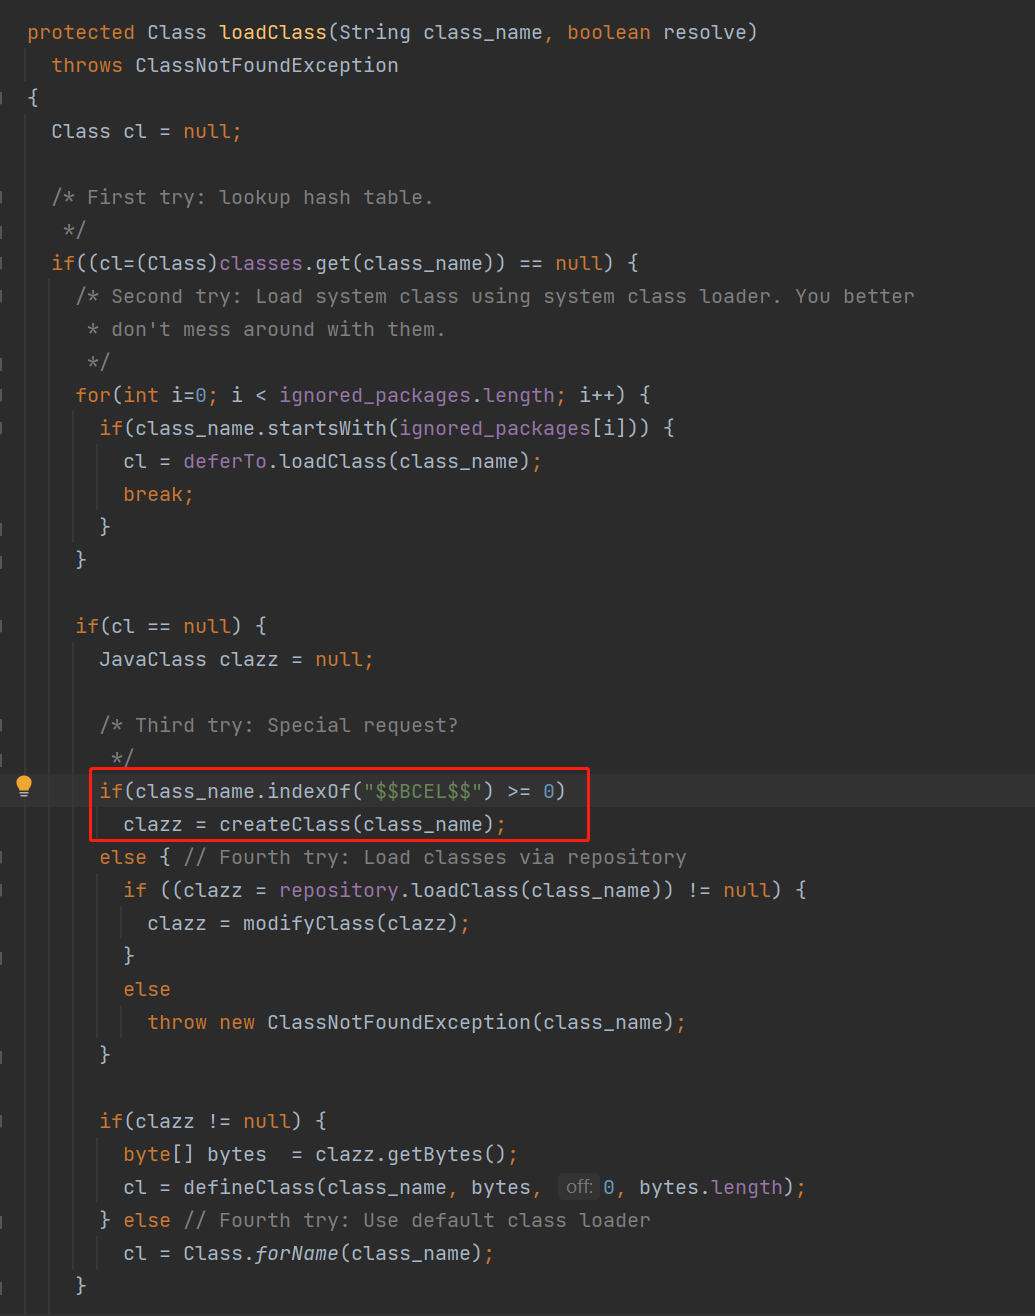 protected Class loadClass(String class_name, boolean resolve)
throws ClassNotFoundException
{
Class cl = null;
/* First try: lookup hash table.
*/
if((cl=(Class)classes.get(class_name)) == null) {
/* Second try: Load system class using system class loader. You better
* don't mess around with them.
*/
for(int i=0; i < ignored_packages.length; i++) {
if(class_name.startsWith(ignored_packages[i])) {
cl = deferTo.loadClass(class_name);
break;
}
}
if(cl == null) {
JavaClass clazz = null;
/* Third try: Special request?
*/
if(class_name.indexOf("$$BCEL$$") >= 0)
clazz = createClass(class_name);
else { // Fourth try: Load classes via repository
if ((clazz = repository.loadClass(class_name)) != null) {
clazz = modifyClass(clazz);
}
else
throw new ClassNotFoundException(class_name);
}
if(clazz != null) {
byte[] bytes  = clazz.getBytes();
cl = defineClass(class_name, bytes, off: 0, bytes.length);
} else // Fourth try: Use default class loader
cl = Class.forName(class_name);
}